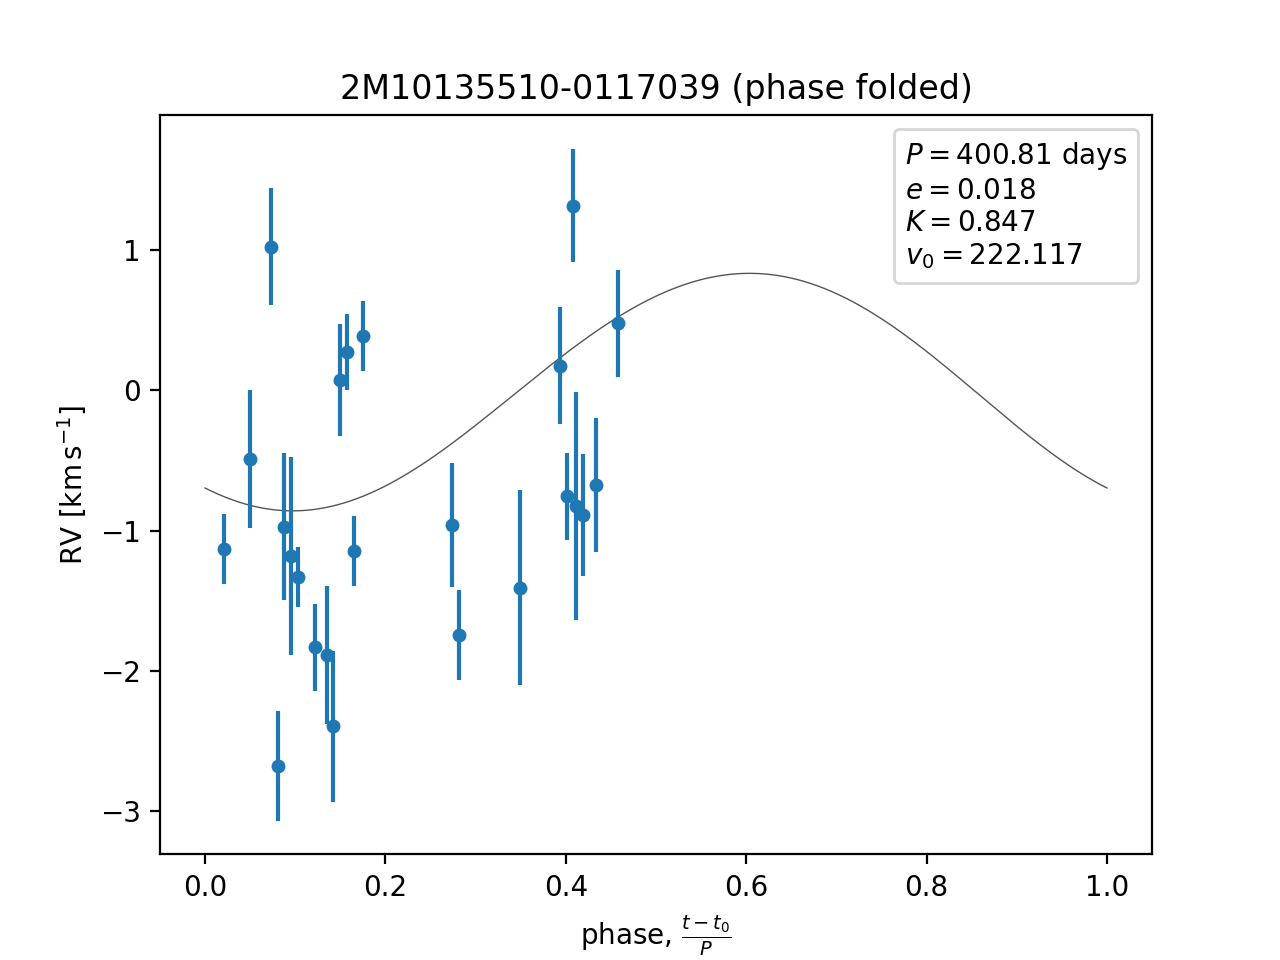 2M10135510-0117039 (phase folded)
P = 400.81 days
e = 0.018
K = 0.847
v₀ = 222.117
RV [km s⁻¹]
1
0
−1
−2
−3
0.0 0.2 0.4 0.6 0.8 1.0
phase, (t − t₀)/P